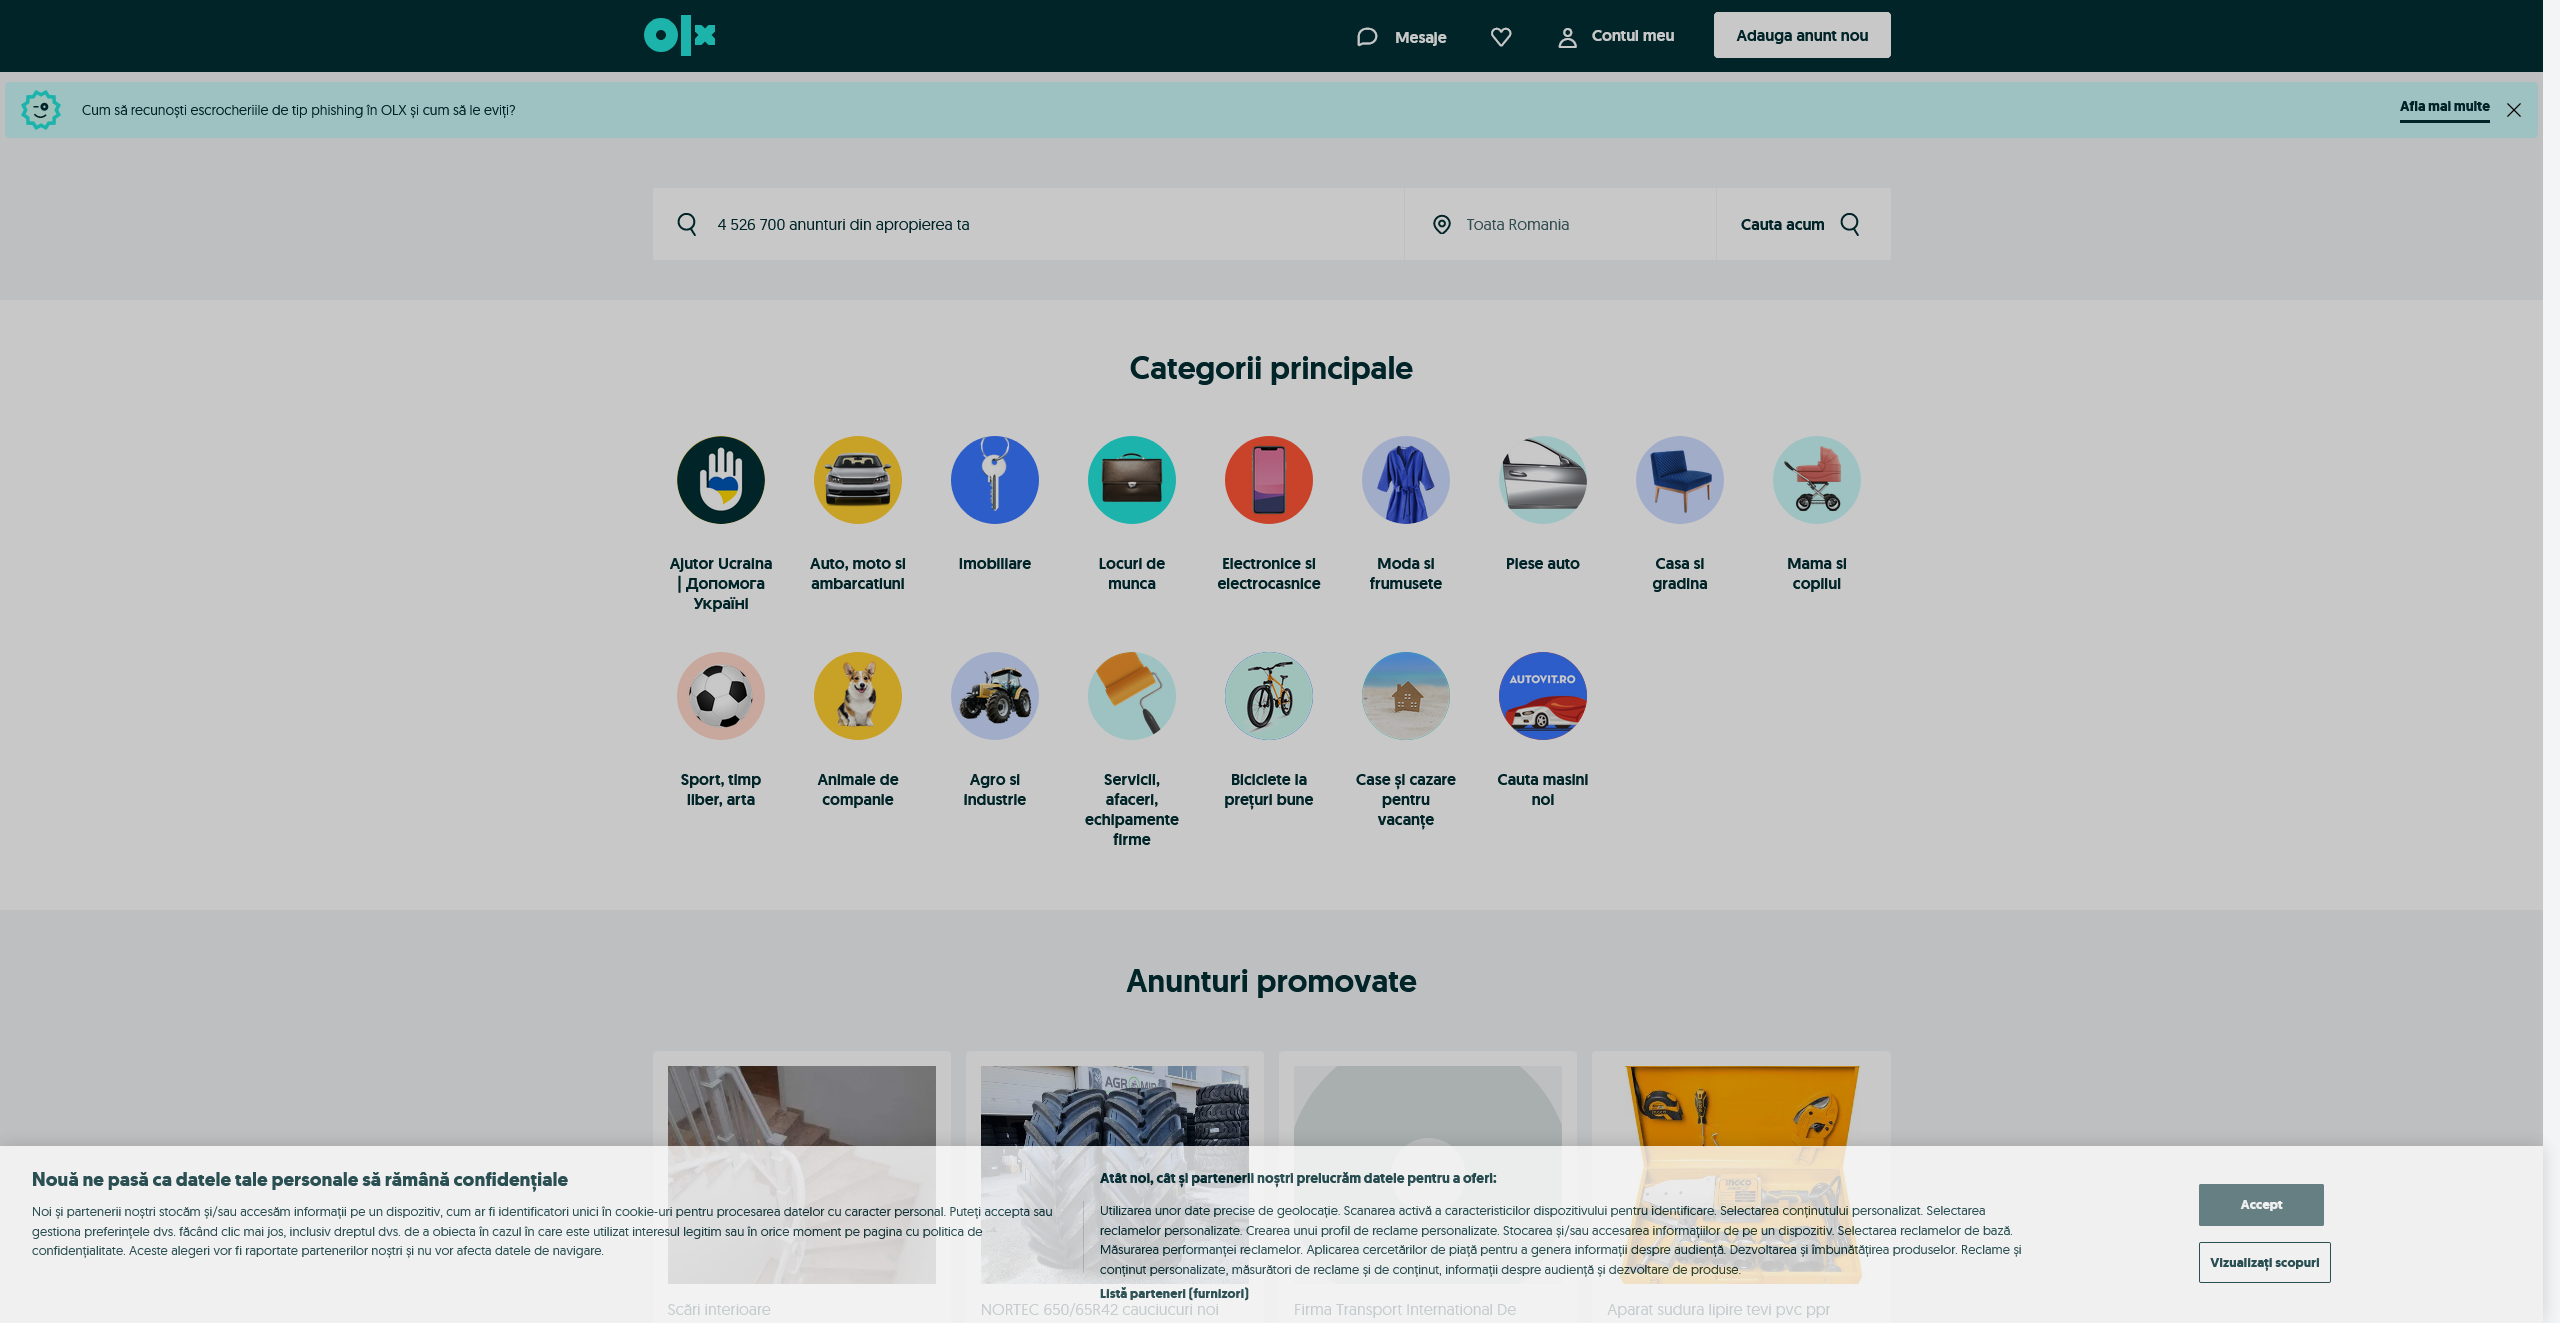 olx
Mesaje
Contul meu
Adauga anunt nou
Cum să recunoști escrocheriile de tip phishing în OLX și cum să le eviți?
Afla mai multe
4 526 700 anunturi din apropierea ta
Toata Romania
Cauta acum
Categorii principale
Ajutor Ucraina
| Допомога
Україні
Auto, moto si
ambarcatiuni
Imobiliare
Locuri de
munca
Electronice si
electrocasnice
Moda si
frumusete
Piese auto
Casa si
gradina
Mama si
copilul
AUTOVIT.RO
Sport, timp
liber, arta
Animale de
companie
Agro si
industrie
Servicii,
afaceri,
echipamente
firme
Biciclete la
prețuri bune
Case și cazare
pentru
vacanțe
Cauta masini
noi
Anunturi promovate
Nouă ne pasă ca datele tale personale să rămână confidențiale
Noi și partenerii noștri stocăm și/sau accesăm informații pe un dispozitiv, cum ar fi identificatori unici în cookie-uri pentru procesarea datelor cu caracter personal. Puteți accepta sau
gestiona preferințele dvs. făcând clic mai jos, inclusiv dreptul dvs. de a obiecta în cazul în care este utilizat interesul legitim sau în orice moment pe pagina cu politica de
confidențialitate. Aceste alegeri vor fi raportate partenerilor noștri și nu vor afecta datele de navigare.
Atât noi, cât și partenerii noștri prelucrăm datele pentru a oferi:
Utilizarea unor date precise de geolocație. Scanarea activă a caracteristicilor dispozitivului pentru identificare. Selectarea conținutului personalizat. Selectarea
reclamelor personalizate. Crearea unui profil de reclame personalizate. Stocarea și/sau accesarea informațiilor de pe un dispozitiv. Selectarea reclamelor de bază.
Măsurarea performanței reclamelor. Aplicarea cercetărilor de piață pentru a genera informații despre audiență. Dezvoltarea și îmbunătățirea produselor. Reclame și
conținut personalizate, măsurători de reclame și de conținut, informații despre audiență și dezvoltare de produse.
Listă parteneri (furnizori)
Accept
Vizualizați scopuri
Scări interioare
NORTEC 650/65R42 cauciucuri noi
Firma Transport International De
Aparat sudura lipire tevi pvc ppr